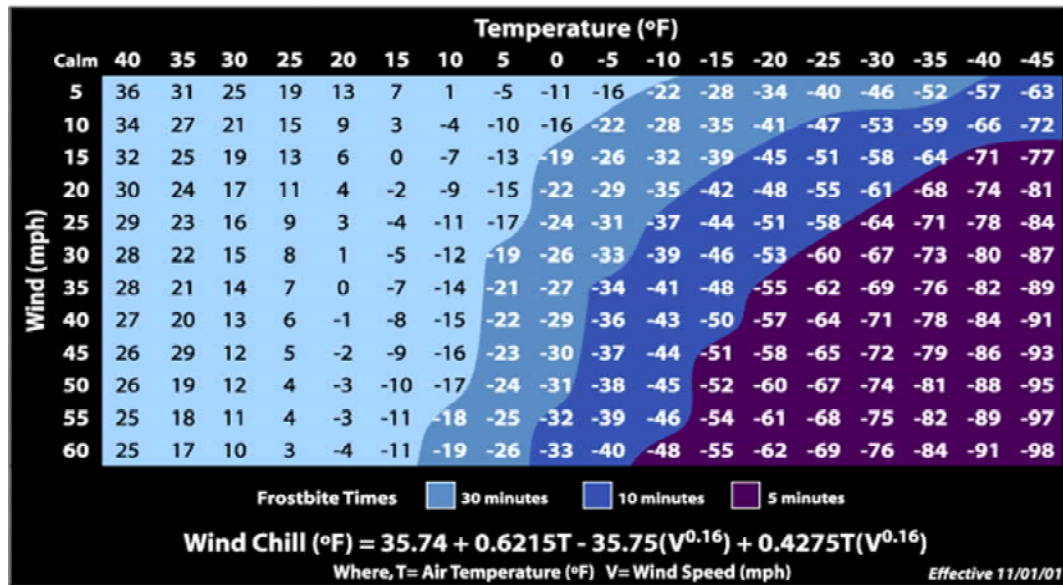 Temperature (ºF)
Calm 40 35 30 25 20 15 10 5 0 -5 -10 -15 -20 -25 -30 -35 -40 -45
5 36 31 25 19 13 7 1 -5 -11 -16 -22 -28 -34 -40 -46 -52 -57 -63
10 34 27 21 15 9 3 -4 -10 -16 -22 -28 -35 -41 -47 -53 -59 -66 -72
15 32 25 19 13 6 0 -7 -13 -19 -26 -32 -39 -45 -51 -58 -64 -71 -77
20 30 24 17 11 4 -2 -9 -15 -22 -29 -35 -42 -48 -55 -61 -68 -74 -81
25 29 23 16 9 3 -4 -11 -17 -24 -31 -37 -44 -51 -58 -64 -71 -78 -84
30 28 22 15 8 1 -5 -12 -19 -26 -33 -39 -46 -53 -60 -67 -73 -80 -87
35 28 21 14 7 0 -7 -14 -21 -27 -34 -41 -48 -55 -62 -69 -76 -82 -89
40 27 20 13 6 -1 -8 -15 -22 -29 -36 -43 -50 -57 -64 -71 -78 -84 -91
45 26 29 12 5 -2 -9 -16 -23 -30 -37 -44 -51 -58 -65 -72 -79 -86 -93
50 26 19 12 4 -3 -10 -17 -24 -31 -38 -45 -52 -60 -67 -74 -81 -88 -95
55 25 18 11 4 -3 -11 -18 -25 -32 -39 -46 -54 -61 -68 -75 -82 -89 -97
60 25 17 10 3 -4 -11 -19 -26 -33 -40 -48 -55 -62 -69 -76 -84 -91 -98
Wind (mph)
Frostbite Times 30 minutes 10 minutes 5 minutes
Wind Chill (ºF) = 35.74 + 0.6215T - 35.75(V^0.16) + 0.4275T(V^0.16)
Where, T= Air Temperature (ºF) V= Wind Speed (mph) Effective 11/01/01